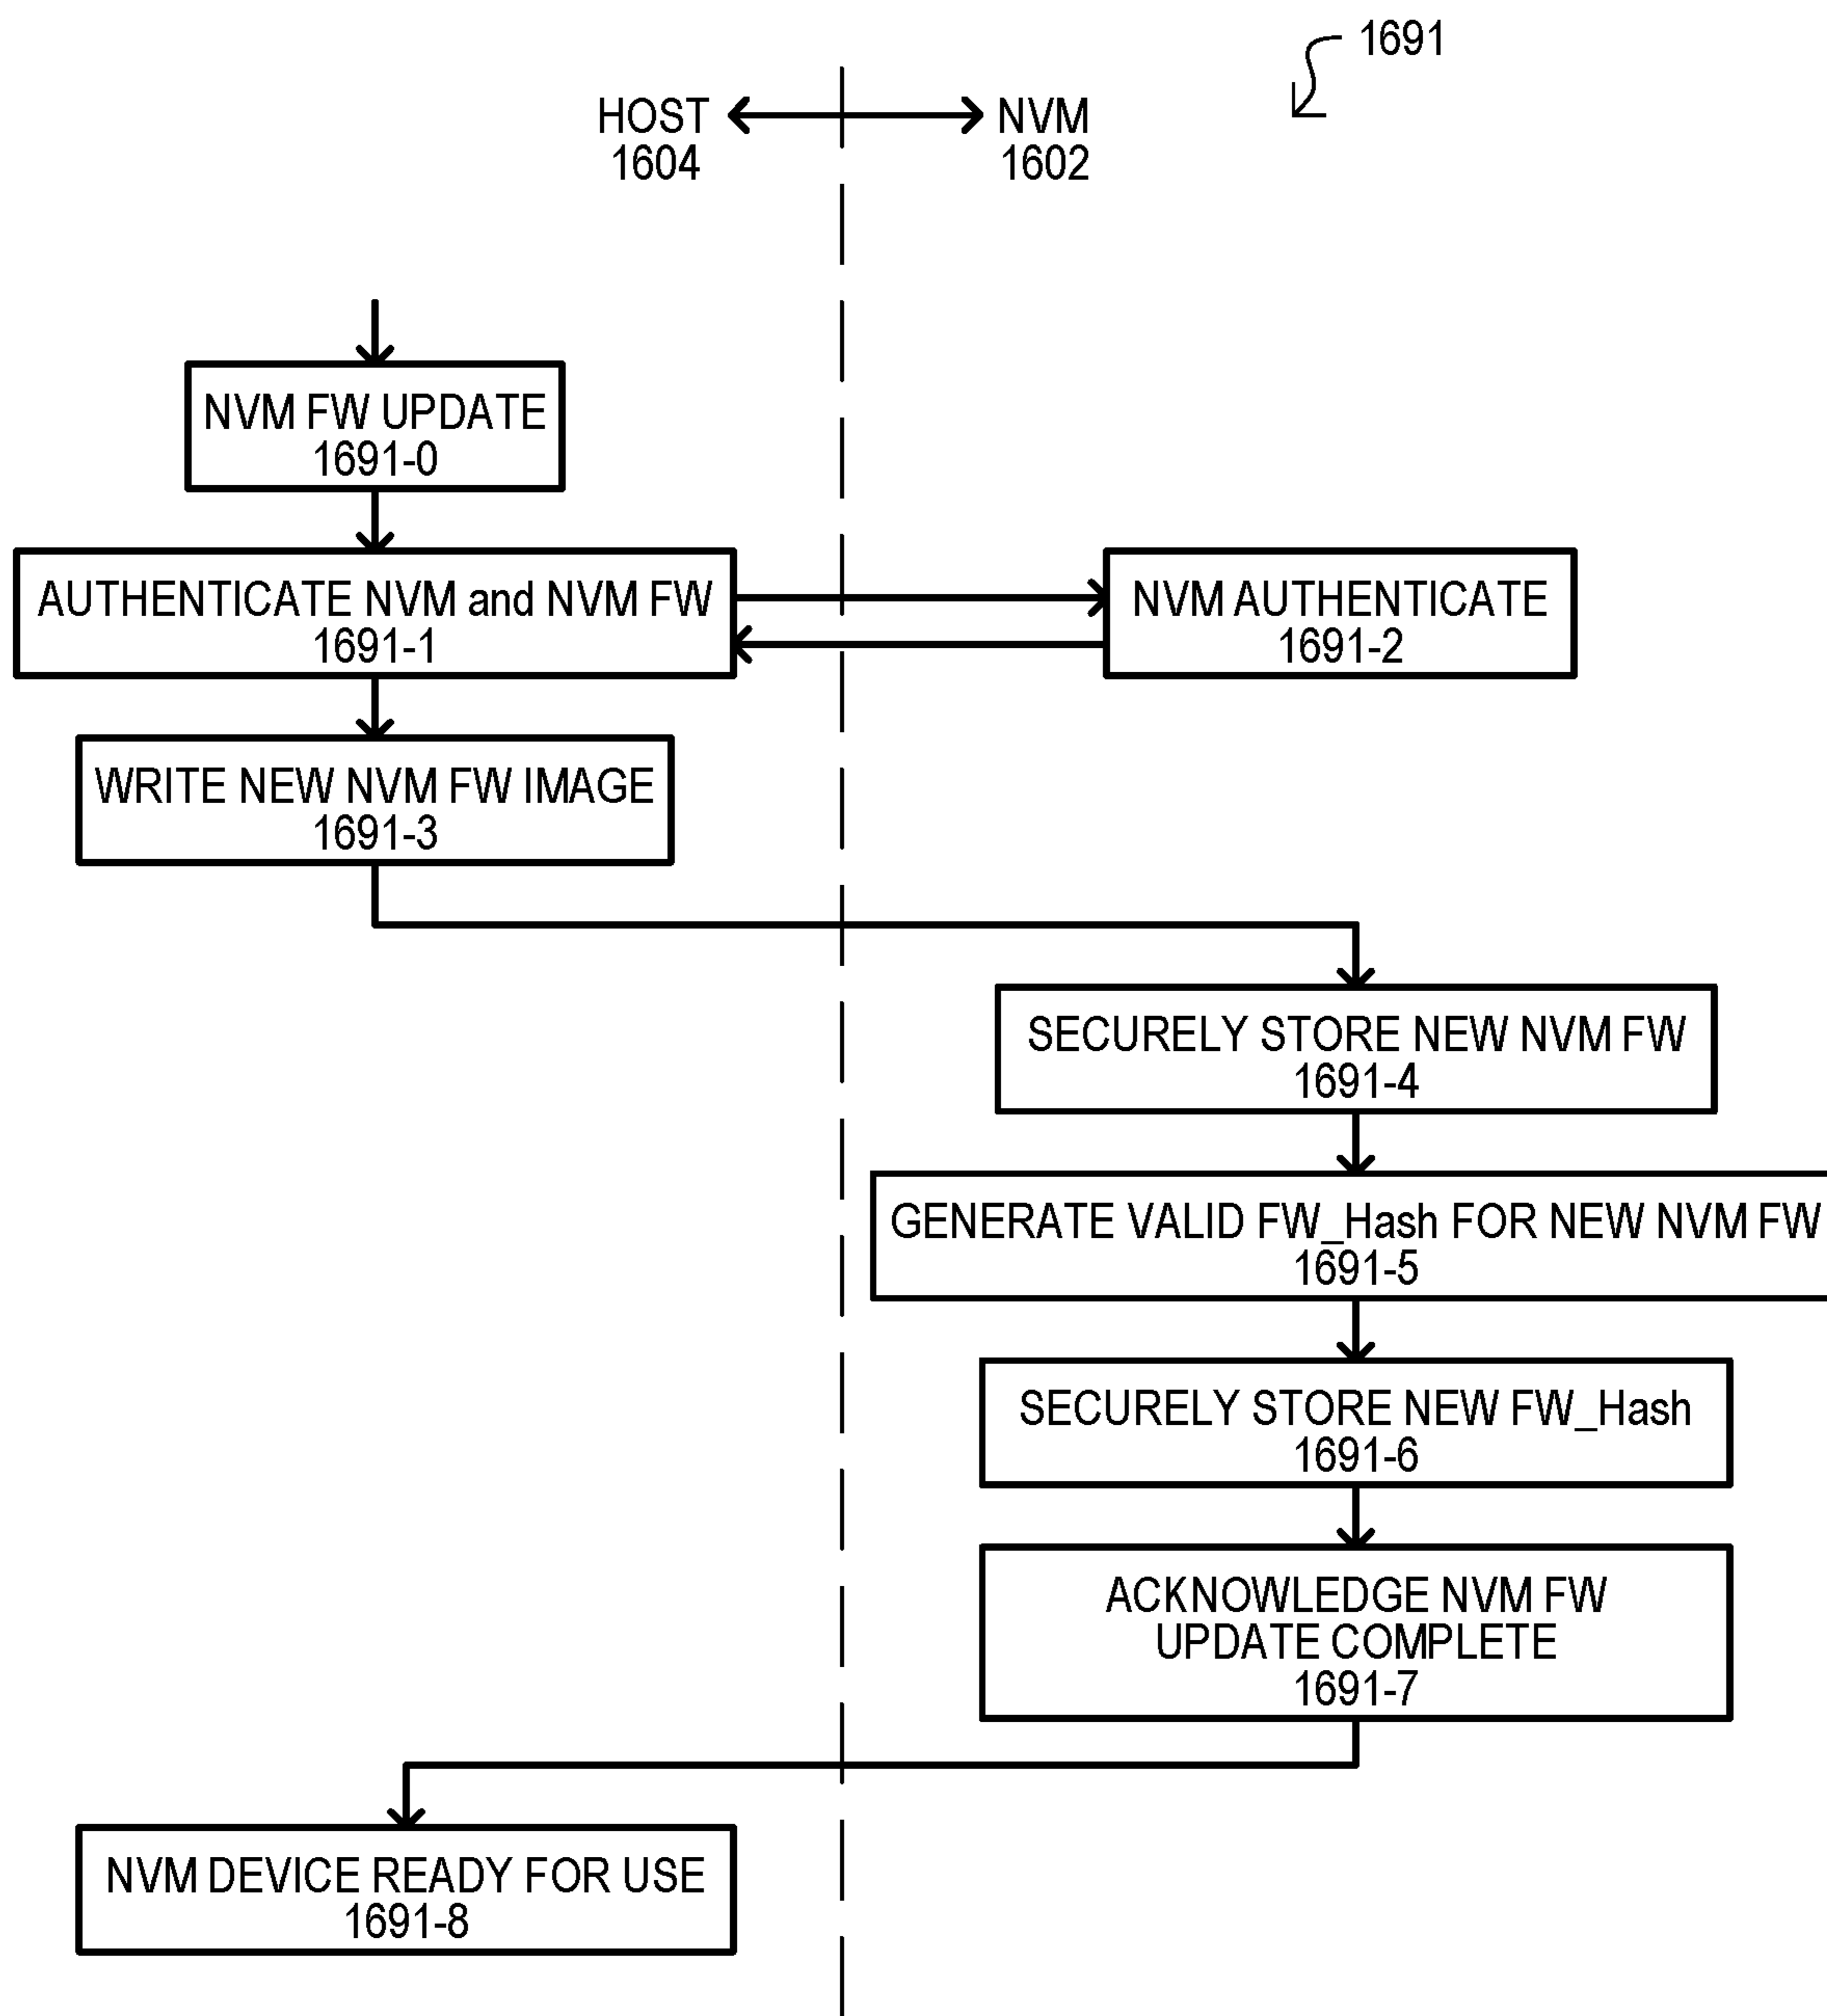 1691
HOST
1604
NVM
1602
NVM FW UPDATE
1691-0
AUTHENTICATE NVM and NVM FW
1691-1
NVM AUTHENTICATE
1691-2
WRITE NEW NVM FW IMAGE
1691-3
SECURELY STORE NEW NVM FW
1691-4
GENERATE VALID FW_Hash FOR NEW NVM FW
1691-5
SECURELY STORE NEW FW_Hash
1691-6
ACKNOWLEDGE NVM FW
UPDATE COMPLETE
1691-7
NVM DEVICE READY FOR USE
1691-8